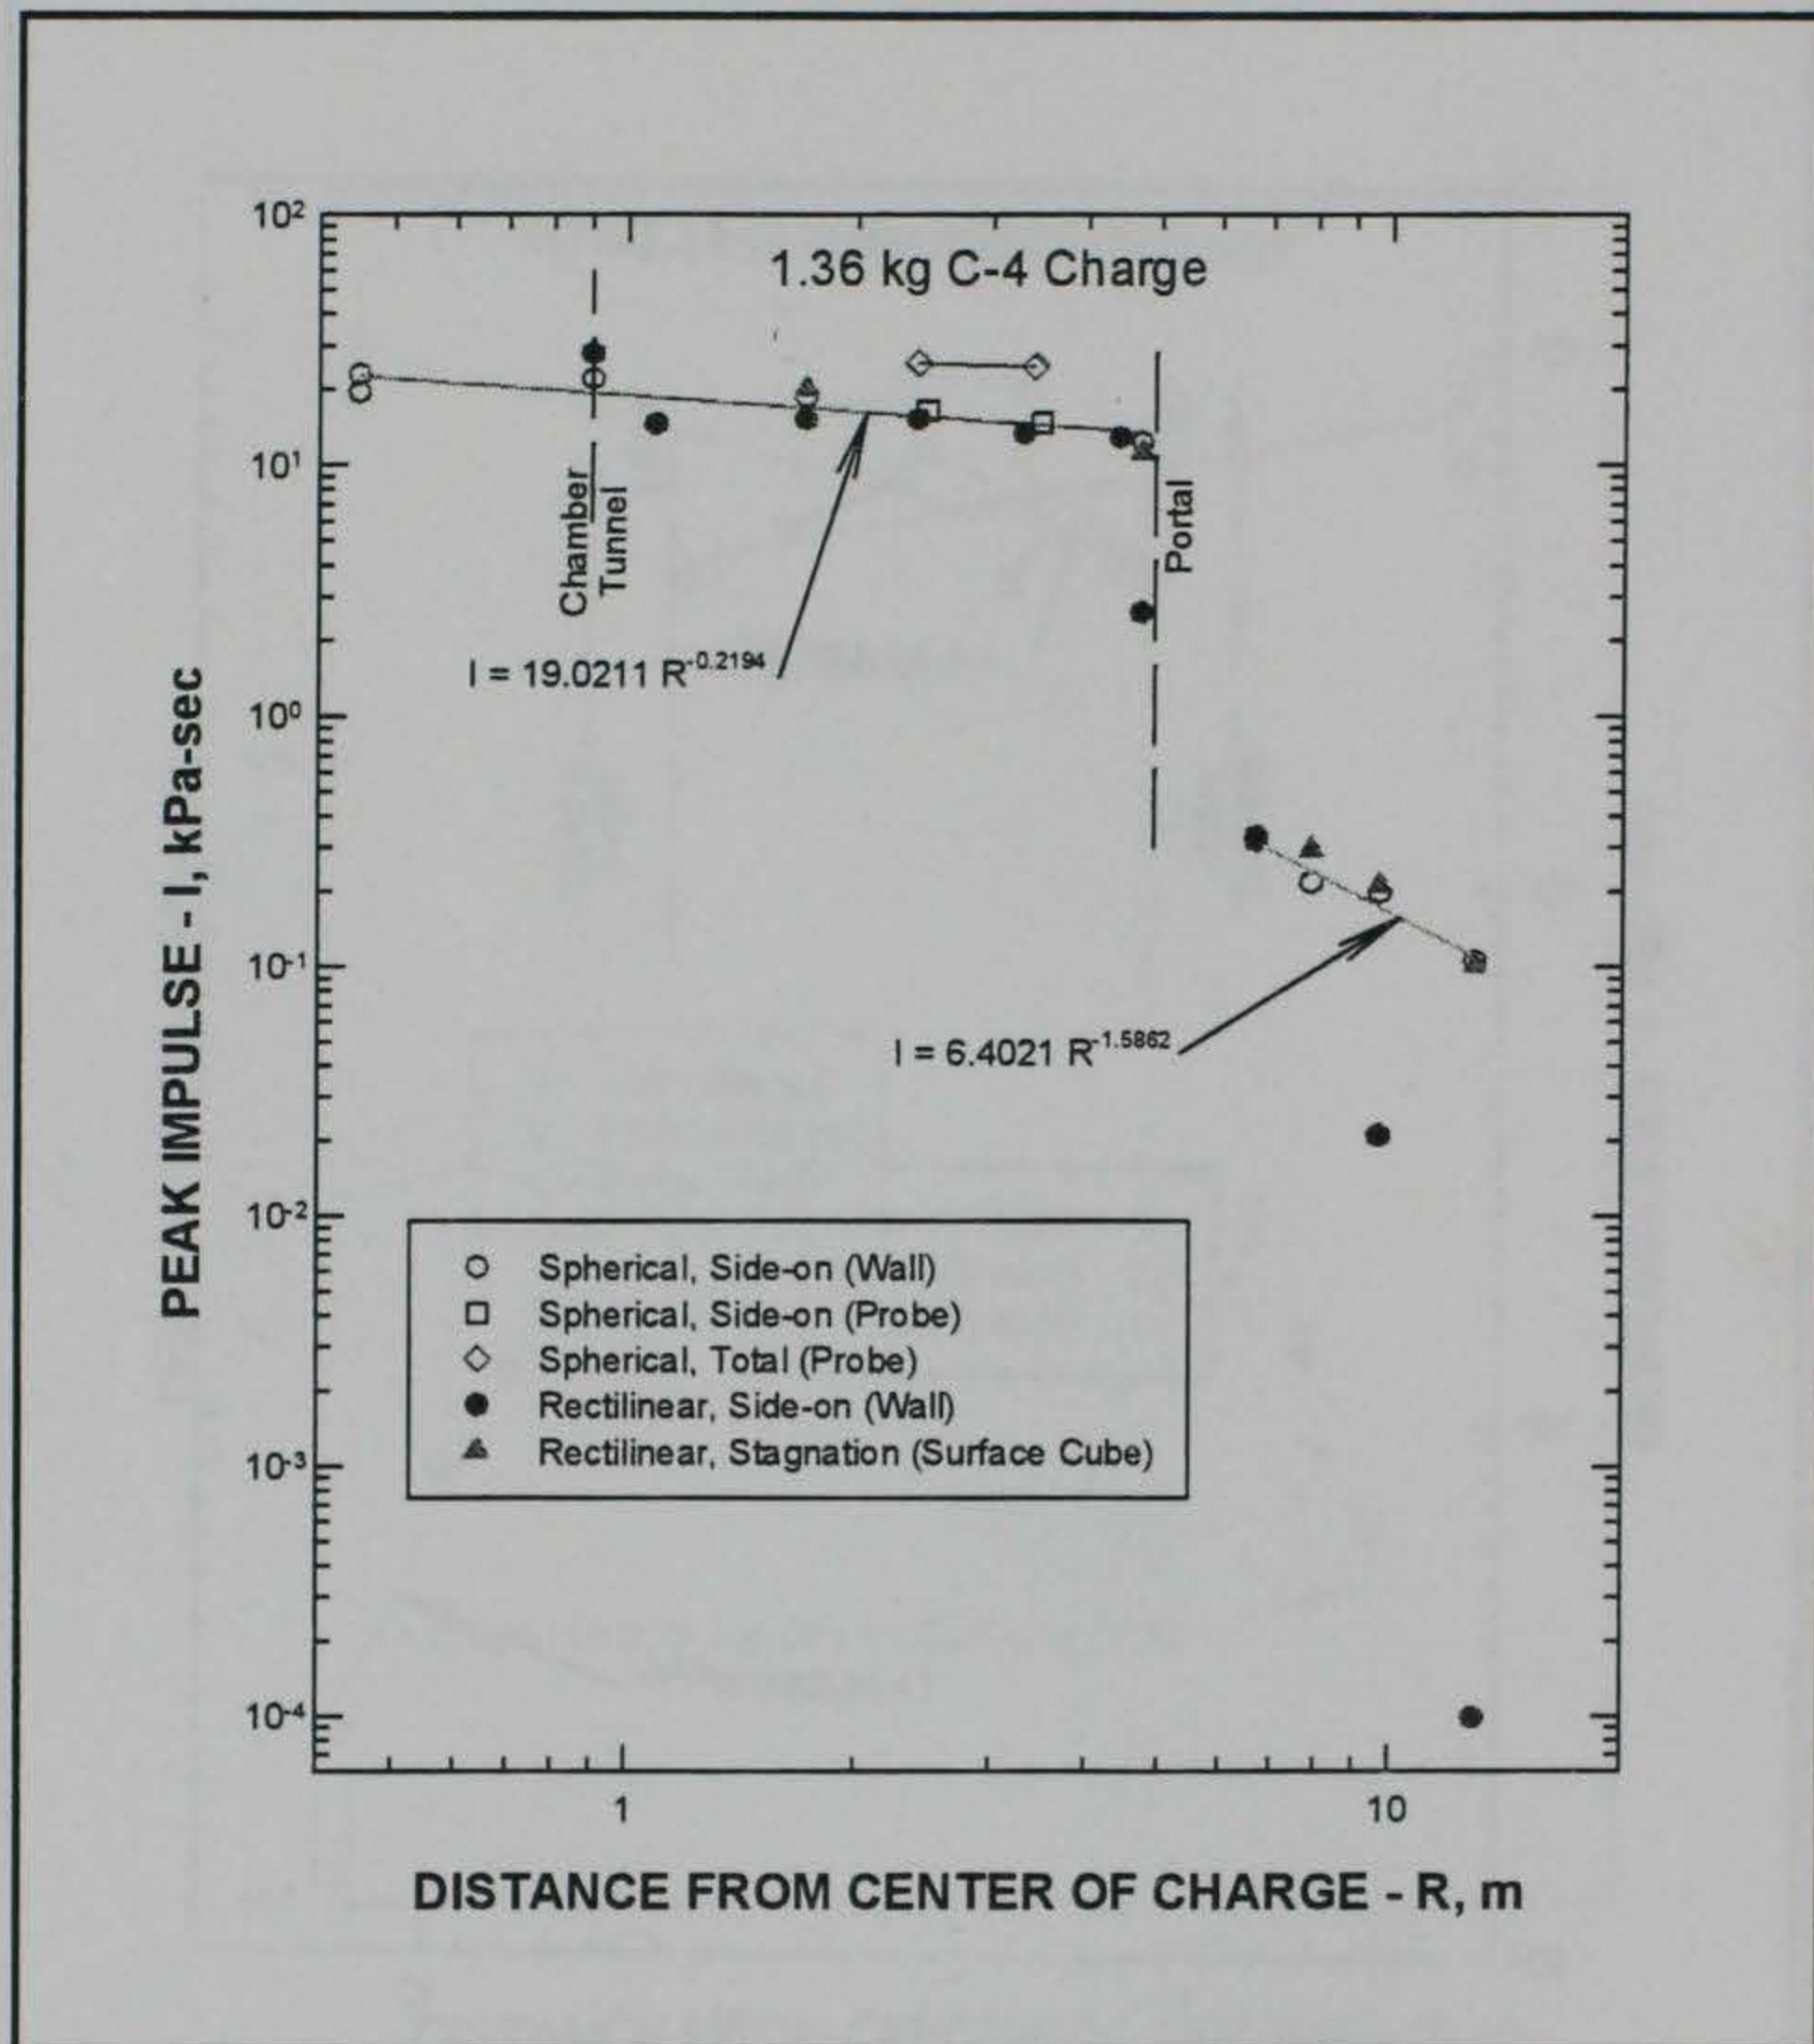 10²
1.36 kg C-4 Charge
10¹
Chamber
Tunnel
Portal
I = 19.0211 R^-0.2194
10⁰
PEAK IMPULSE - I, kPa-sec
10⁻¹
I = 6.4021 R^-1.5862
10⁻²
Spherical, Side-on (Wall)
Spherical, Side-on (Probe)
Spherical, Total (Probe)
Rectilinear, Side-on (Wall)
Rectilinear, Stagnation (Surface Cube)
10⁻³
10⁻⁴
1 10
DISTANCE FROM CENTER OF CHARGE - R, m